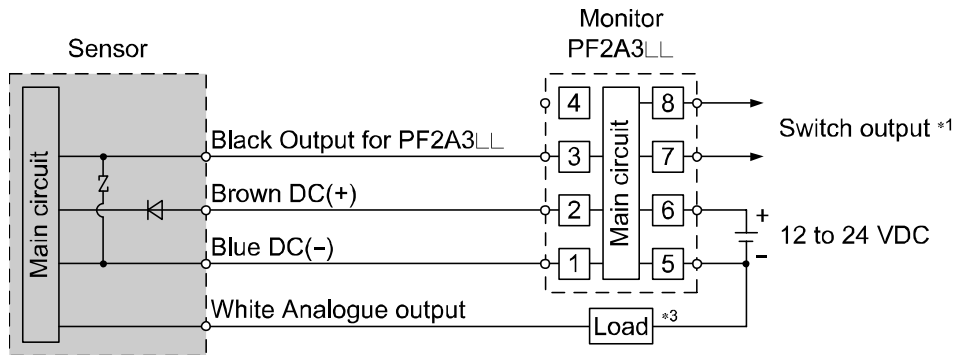 Monitor
PF2A3□□
Sensor
Main circuit
Black Output for PF2A3□□
Brown DC(+)
Blue DC(−)
White Analogue output
4
3
2
1
Main circuit
8
7
6
5
Switch output *1
+
12 to 24 VDC
−
Load *3